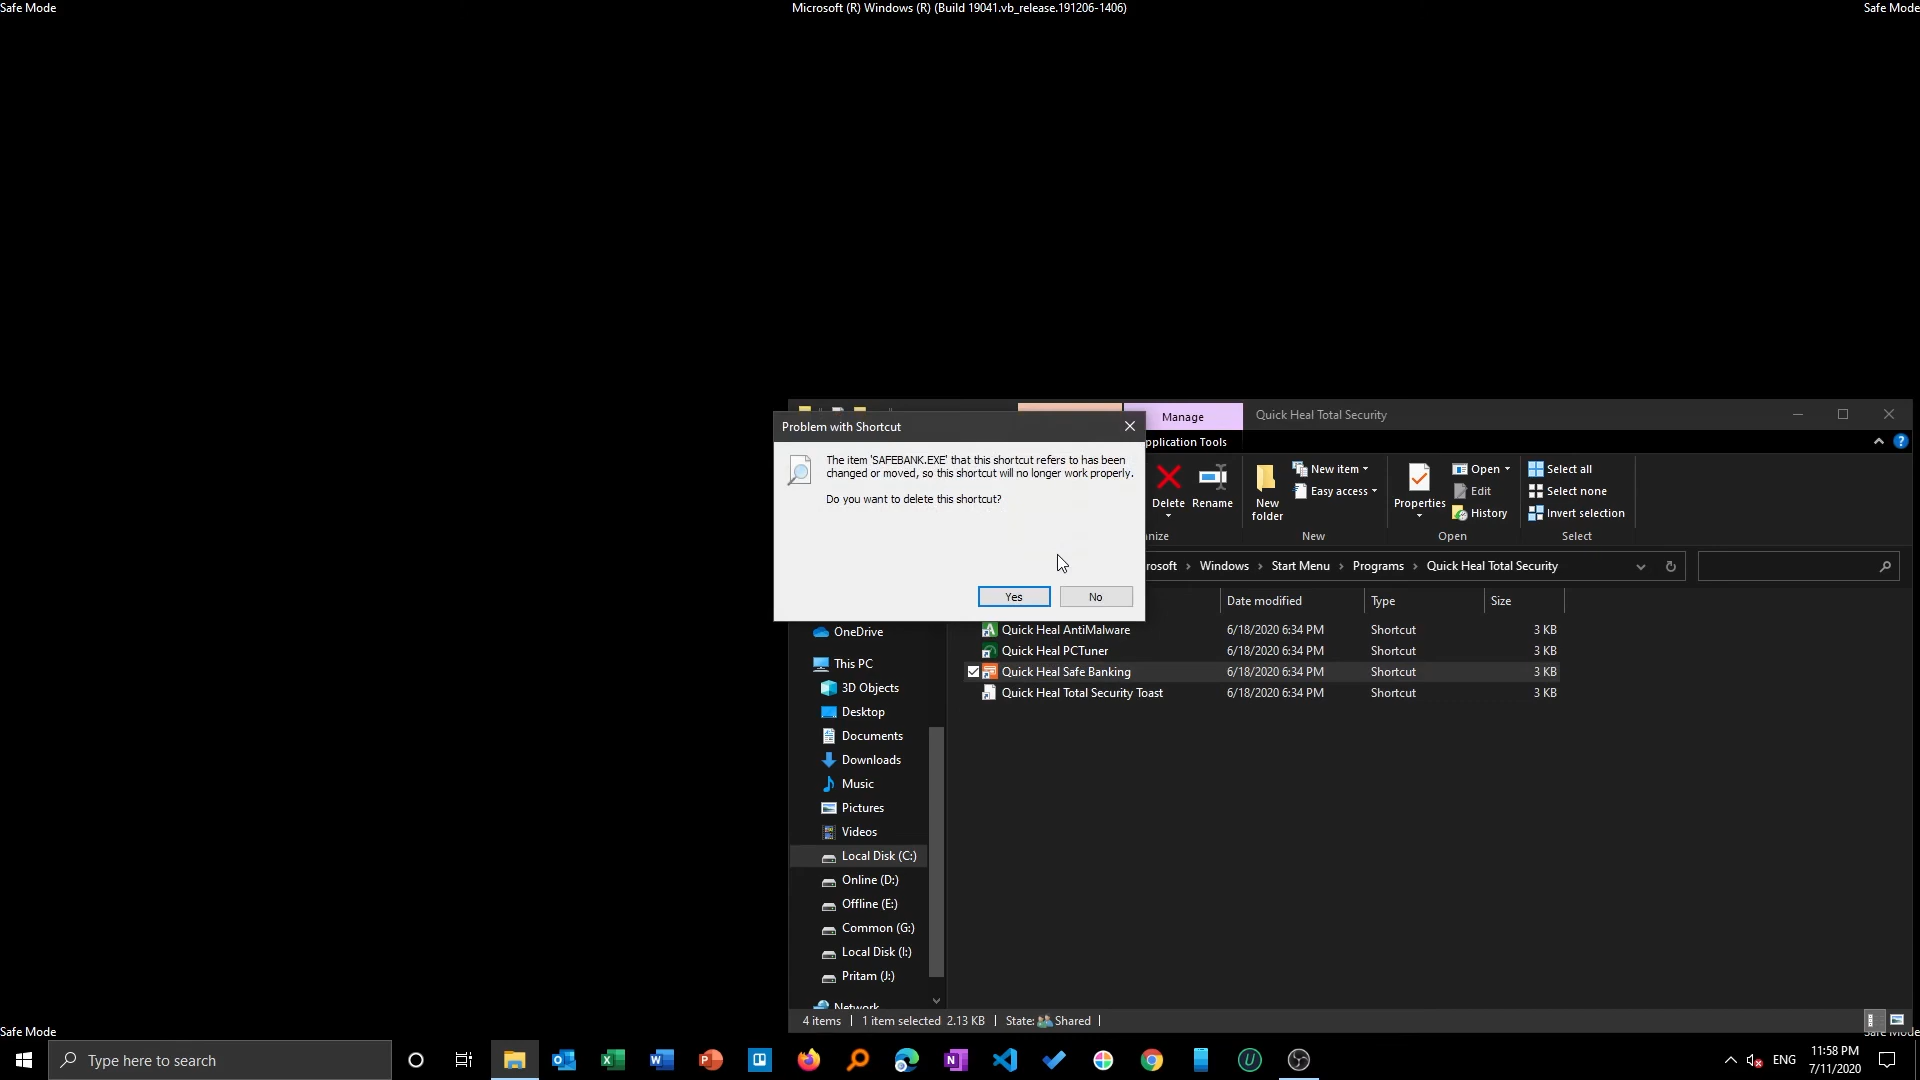 Safe Mode
Microsoft (R) Windows (R) (Build 19041.vb_release.191206-1406)
Safe Mode
Manage
Quick Heal Total Security
Problem with Shortcut
pplication Tools
The item 'SAFEBANK.EXE' that this shortcut refers to has been
changed or moved, so this shortcut will no longer work properly.
Do you want to delete this shortcut?
Yes
No
Delete
Rename
New
folder
New item
Easy access
Properties
Open
Edit
History
Select all
Select none
Invert selection
nize
New
Open
Select
rosoft
Windows
Start Menu
Programs
Quick Heal Total Security
Date modified
Type
Size
Quick Heal AntiMalware 6/18/2020 6:34 PM Shortcut 3 KB
Quick Heal PCTuner 6/18/2020 6:34 PM Shortcut 3 KB
Quick Heal Safe Banking 6/18/2020 6:34 PM Shortcut 3 KB
Quick Heal Total Security Toast 6/18/2020 6:34 PM Shortcut 3 KB
OneDrive
This PC
3D Objects
Desktop
Documents
Downloads
Music
Pictures
Videos
Local Disk (C:)
Online (D:)
Offline (E:)
Common (G:)
Local Disk (I:)
Pritam (J:)
Network
4 items
1 item selected 2.13 KB
State: Shared
Safe Mode
Safe Mode
Type here to search
ENG
11:58 PM
7/11/2020